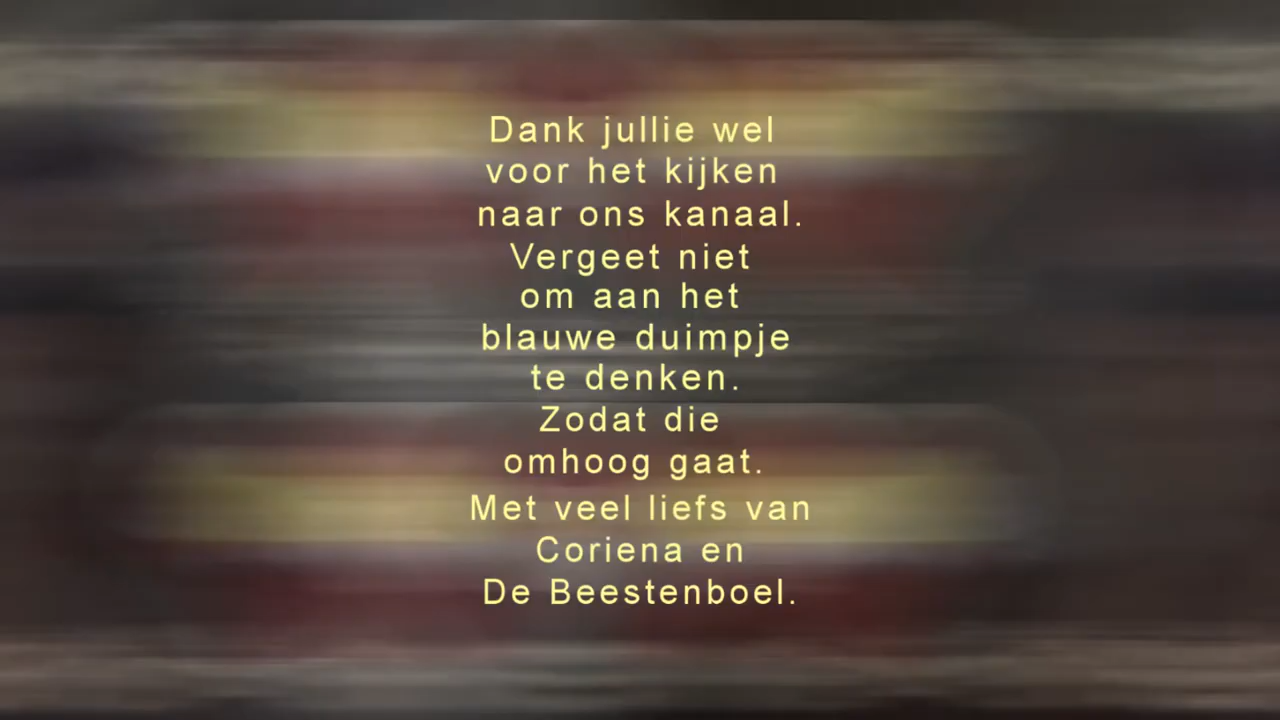 Dank jullie wel
voor het kijken
naar ons kanaal.
Vergeet niet
om aan het
blauwe duimpje
te denken.
Zodat die
omhoog gaat.
Met veel liefs van
Coriena en
De Beestenboel.